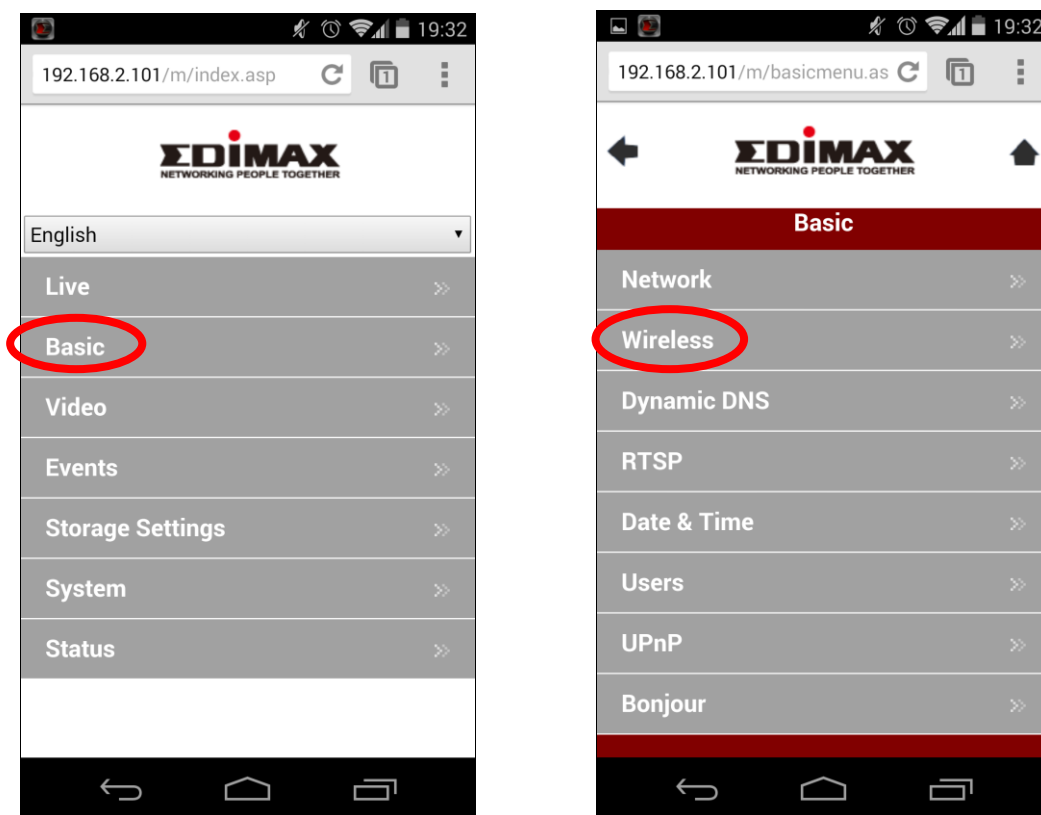 19:32
192.168.2.101/m/index.asp
1
EDIMAX
NETWORKING PEOPLE TOGETHER
English
Live
Basic
Video
Events
Storage Settings
System
Status
19:32
192.168.2.101/m/basicmenu.as
1
EDIMAX
NETWORKING PEOPLE TOGETHER
Basic
Network
Wireless
Dynamic DNS
RTSP
Date & Time
Users
UPnP
Bonjour